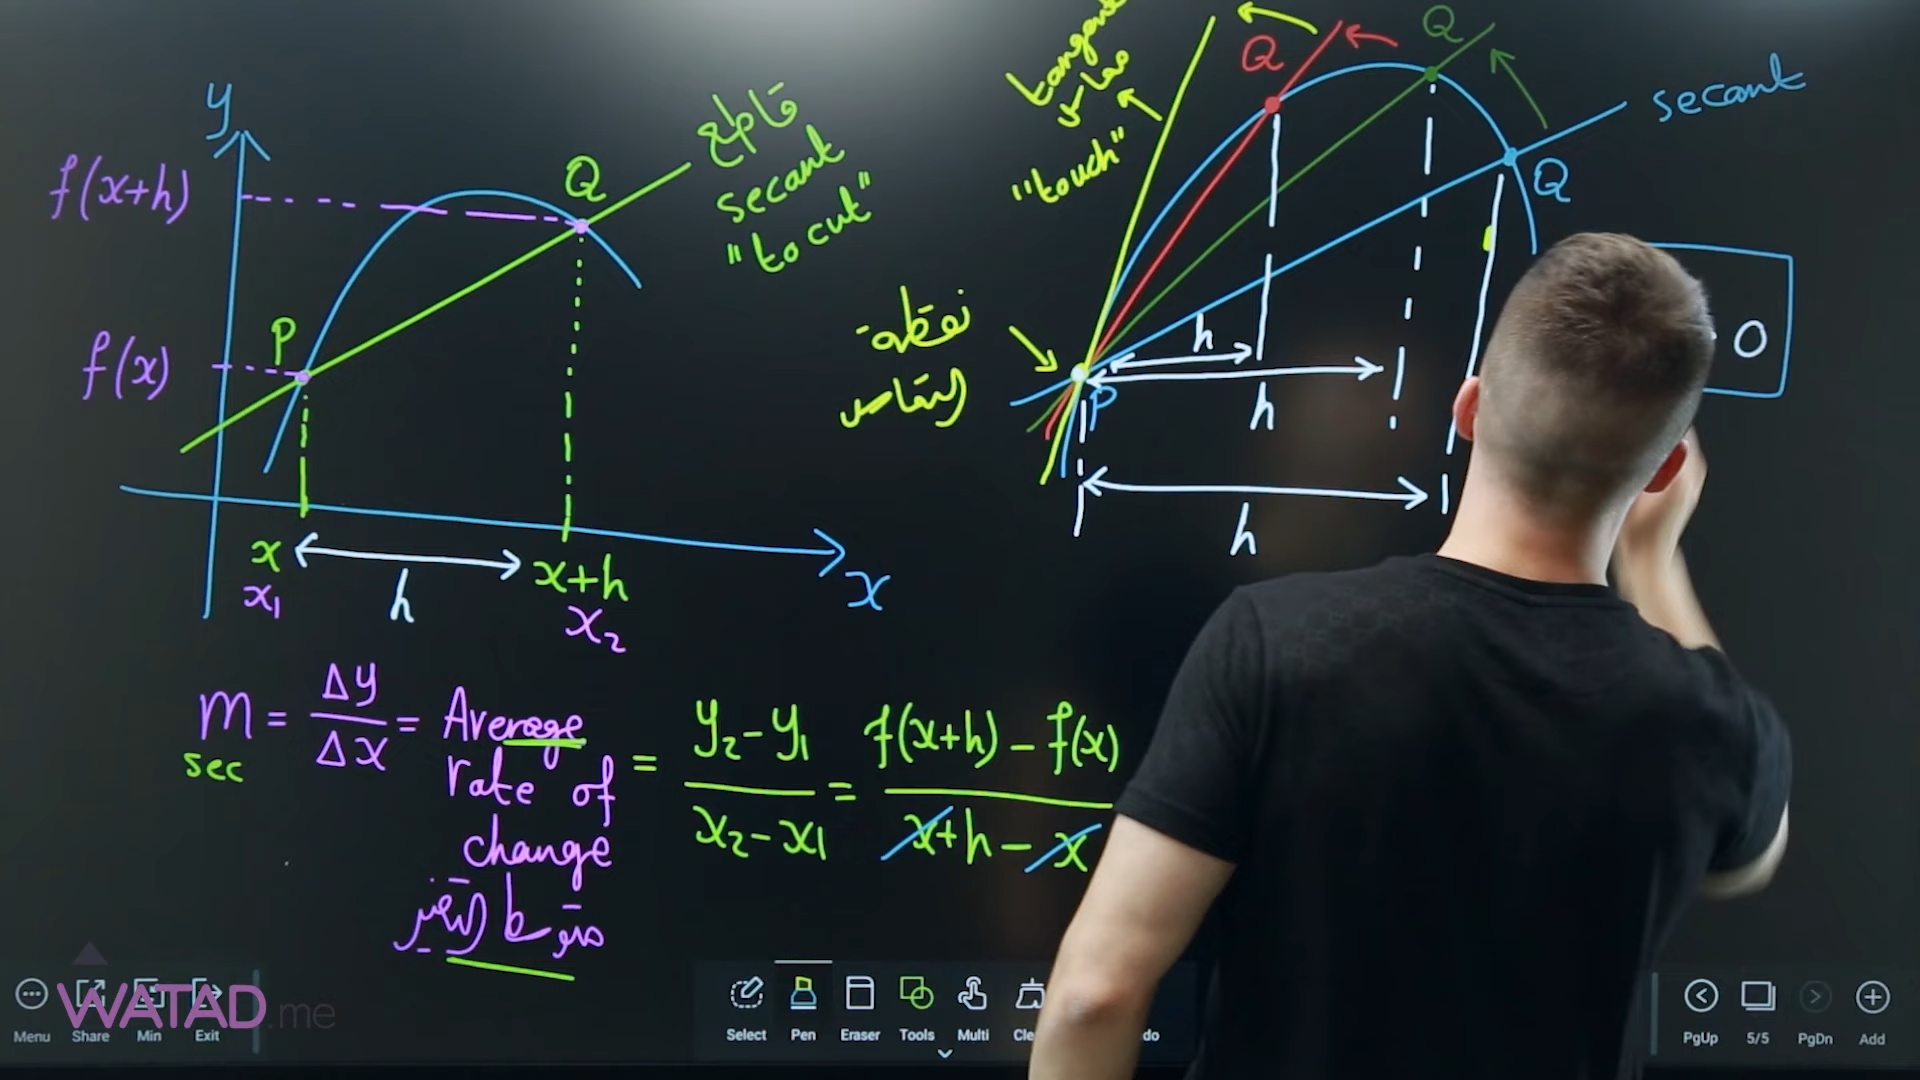 y
f(x+h)
f(x)
P
Q
قاطع
secant
"to cut"
x
x₁
h
x+h
x₂
x
m sec = Δy/Δx = Average rate of change = (y₂-y₁)/(x₂-x₁) = (f(x+h)-f(x))/(x+h-x)
متوسط التغير
tangent
مماس
"touch"
Q
Q
secant
Q
نقطة
التماس
P
h
h
h
0
WATAD.me
Menu
Share
Min
Exit
Select
Pen
Eraser
Tools
Multi
PgUp
5/5
PgDn
Add